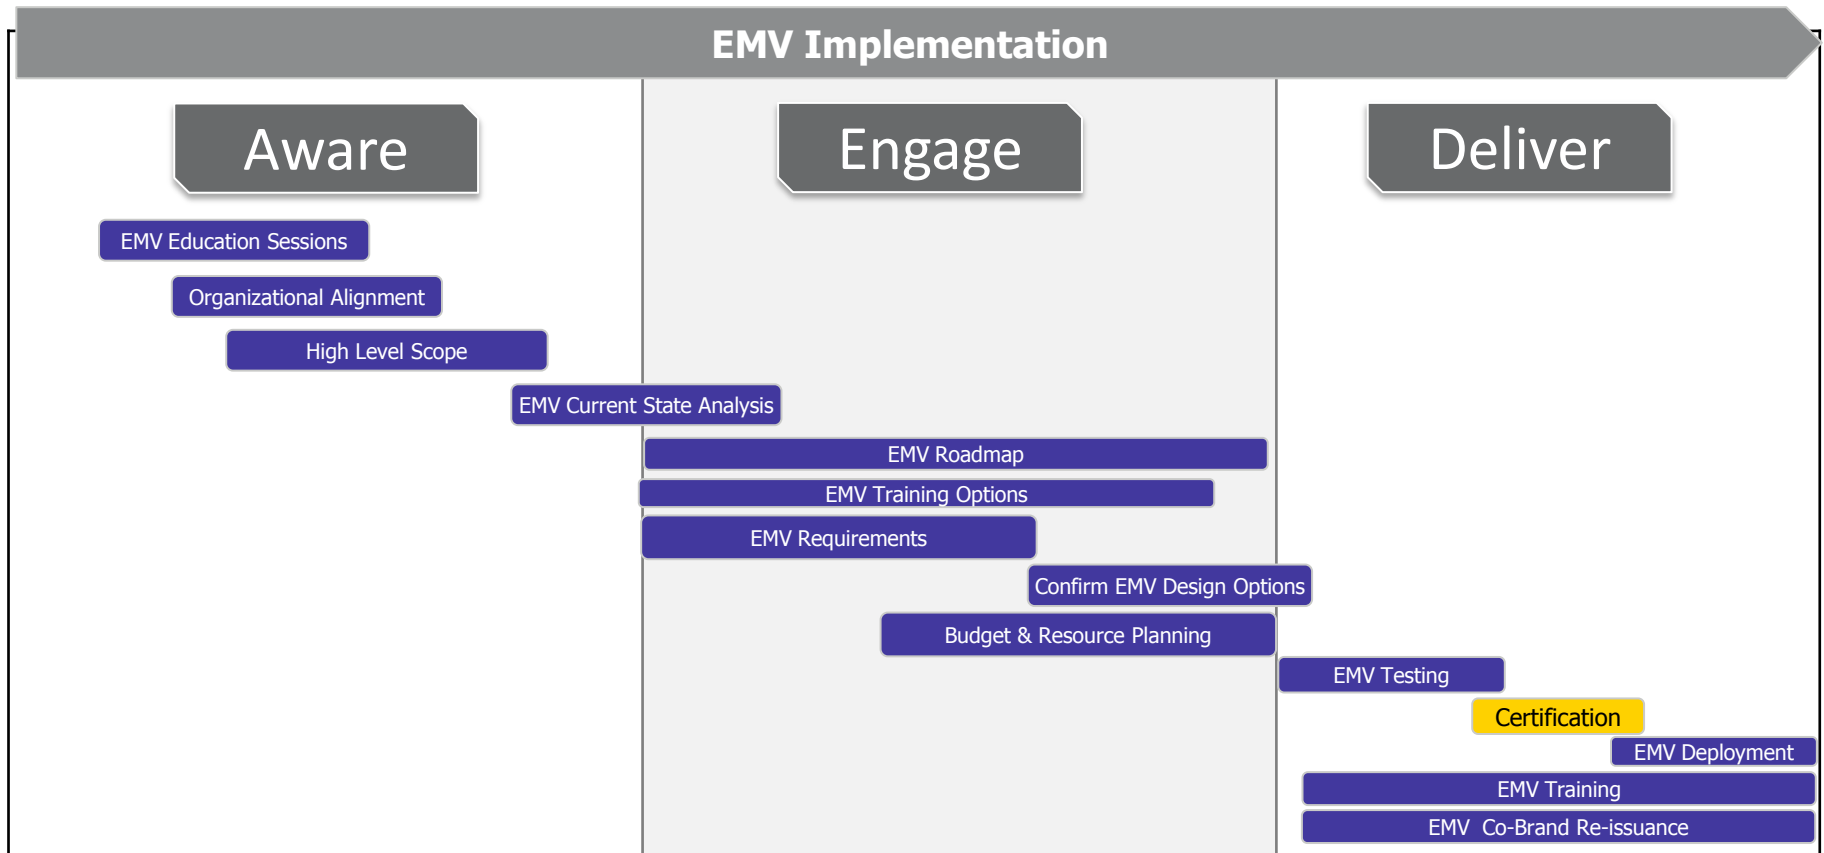 EMV Implementation
Aware
Engage
Deliver
EMV Education Sessions
Organizational Alignment
High Level Scope
EMV Current State Analysis
EMV Roadmap
EMV Training Options
EMV Requirements
Confirm EMV Design Options
Budget & Resource Planning
EMV Testing
Certification
EMV Deployment
EMV Training
EMV Co-Brand Re-issuance